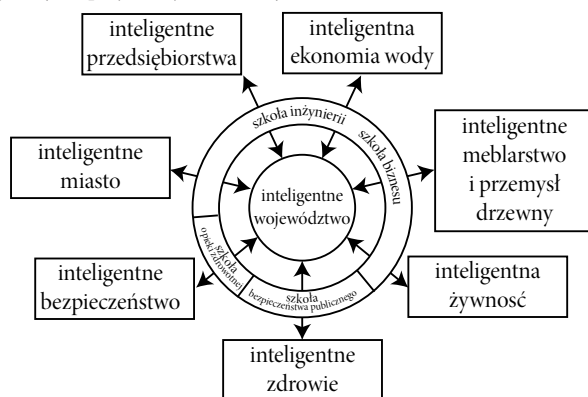 inteligentne
przedsiębiorstwa
inteligentna
ekonomia wody
inteligentne
miasto
szkoła inżynierii
szkoła biznesu
inteligentne
meblarstwo
i przemysł
drzewny
inteligentne
województwo
szkoła
opieki zdrowotnej
szkoła
bezpieczeństwa publicznego
inteligentne
bezpieczeństwo
inteligentna
żywnosć
inteligentne
zdrowie